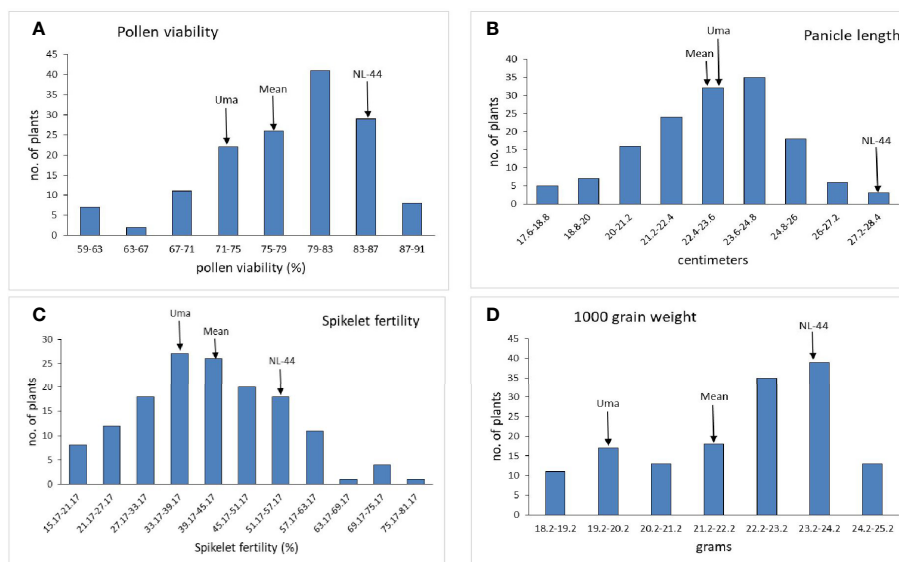 A
Pollen viability
no. of plants
45
40
35
30
25
20
15
10
5
0
Uma
Mean
NL-44
59-63 63-67 67-71 71-75 75-79 79-83 83-87 87-91
pollen viability (%)
B
Panicle length
no. of plants
40
35
30
25
20
15
10
5
0
Uma
Mean
NL-44
17.6-18.8 18.8-20 20-21.2 21.2-22.4 22.4-23.6 23.6-24.8 24.8-26 26-27.2 27.2-28.4
centimeters
C
Spikelet fertility
no. of plants
30
25
20
15
10
5
0
Uma
Mean
NL-44
15.17-21.17 21.17-27.17 27.17-33.17 33.17-39.17 39.17-45.17 45.17-51.17 51.17-57.17 57.17-63.17 63.17-69.17 69.17-75.17 75.17-81.17
Spikelet fertility (%)
D
1000 grain weight
no. of plants
45
40
35
30
25
20
15
10
5
0
Uma
Mean
NL-44
18.2-19.2 19.2-20.2 20.2-21.2 21.2-22.2 22.2-23.2 23.2-24.2 24.2-25.2
grams